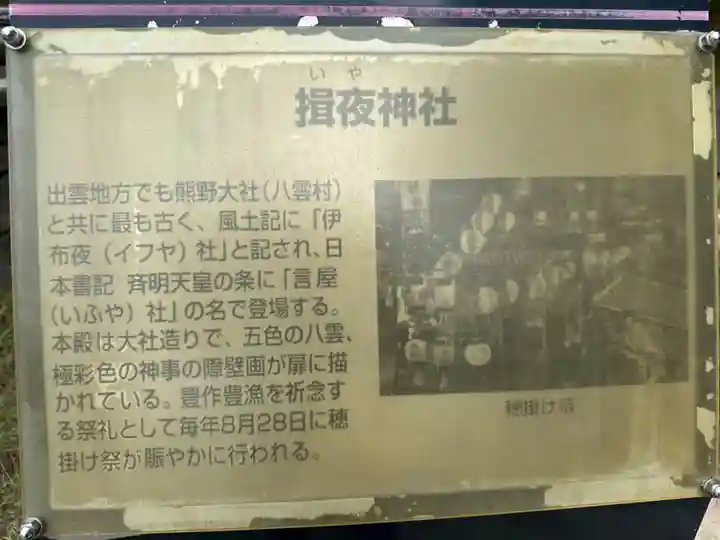 いや
揖夜神社
出雲地方でも熊野大社(八雲村)
と共に最も古く、風土記に「伊
布夜(イフヤ)社」と記され、日
本書記 斉明天皇の条に「言屋
(いふや)社」の名で登場する。
本殿は大社造りで、五色の八雲、
極彩色の神事の障壁画が扉に描
かれている。豊作豊漁を祈念す
る祭礼として毎年8月28日に穂
掛け祭が賑やかに行われる。
穂掛け祭